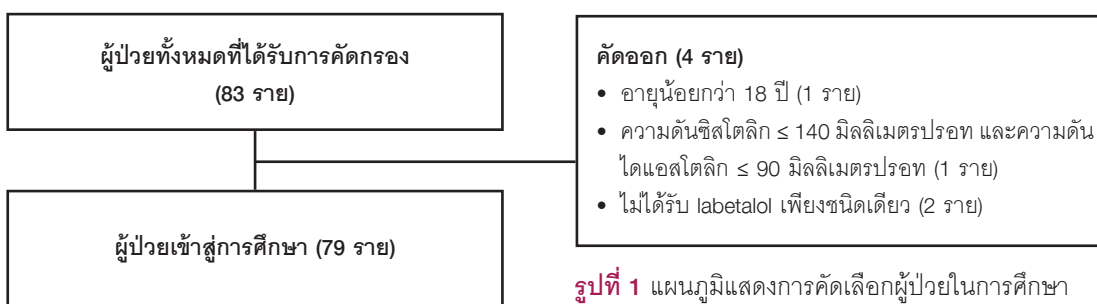 ผู้ป่วยทั้งหมดที่ได้รับการคัดกรอง
(83 ราย)
คัดออก (4 ราย)
• อายุน้อยกว่า 18 ปี (1 ราย)
• ความดันซิสโตลิก ≤ 140 มิลลิเมตรปรอท และความดัน
ไดแอสโตลิก ≤ 90 มิลลิเมตรปรอท (1 ราย)
• ไม่ได้รับ labetalol เพียงชนิดเดียว (2 ราย)
ผู้ป่วยเข้าสู่การศึกษา (79 ราย)
รูปที่ 1 แผนภูมิแสดงการคัดเลือกผู้ป่วยในการศึกษา